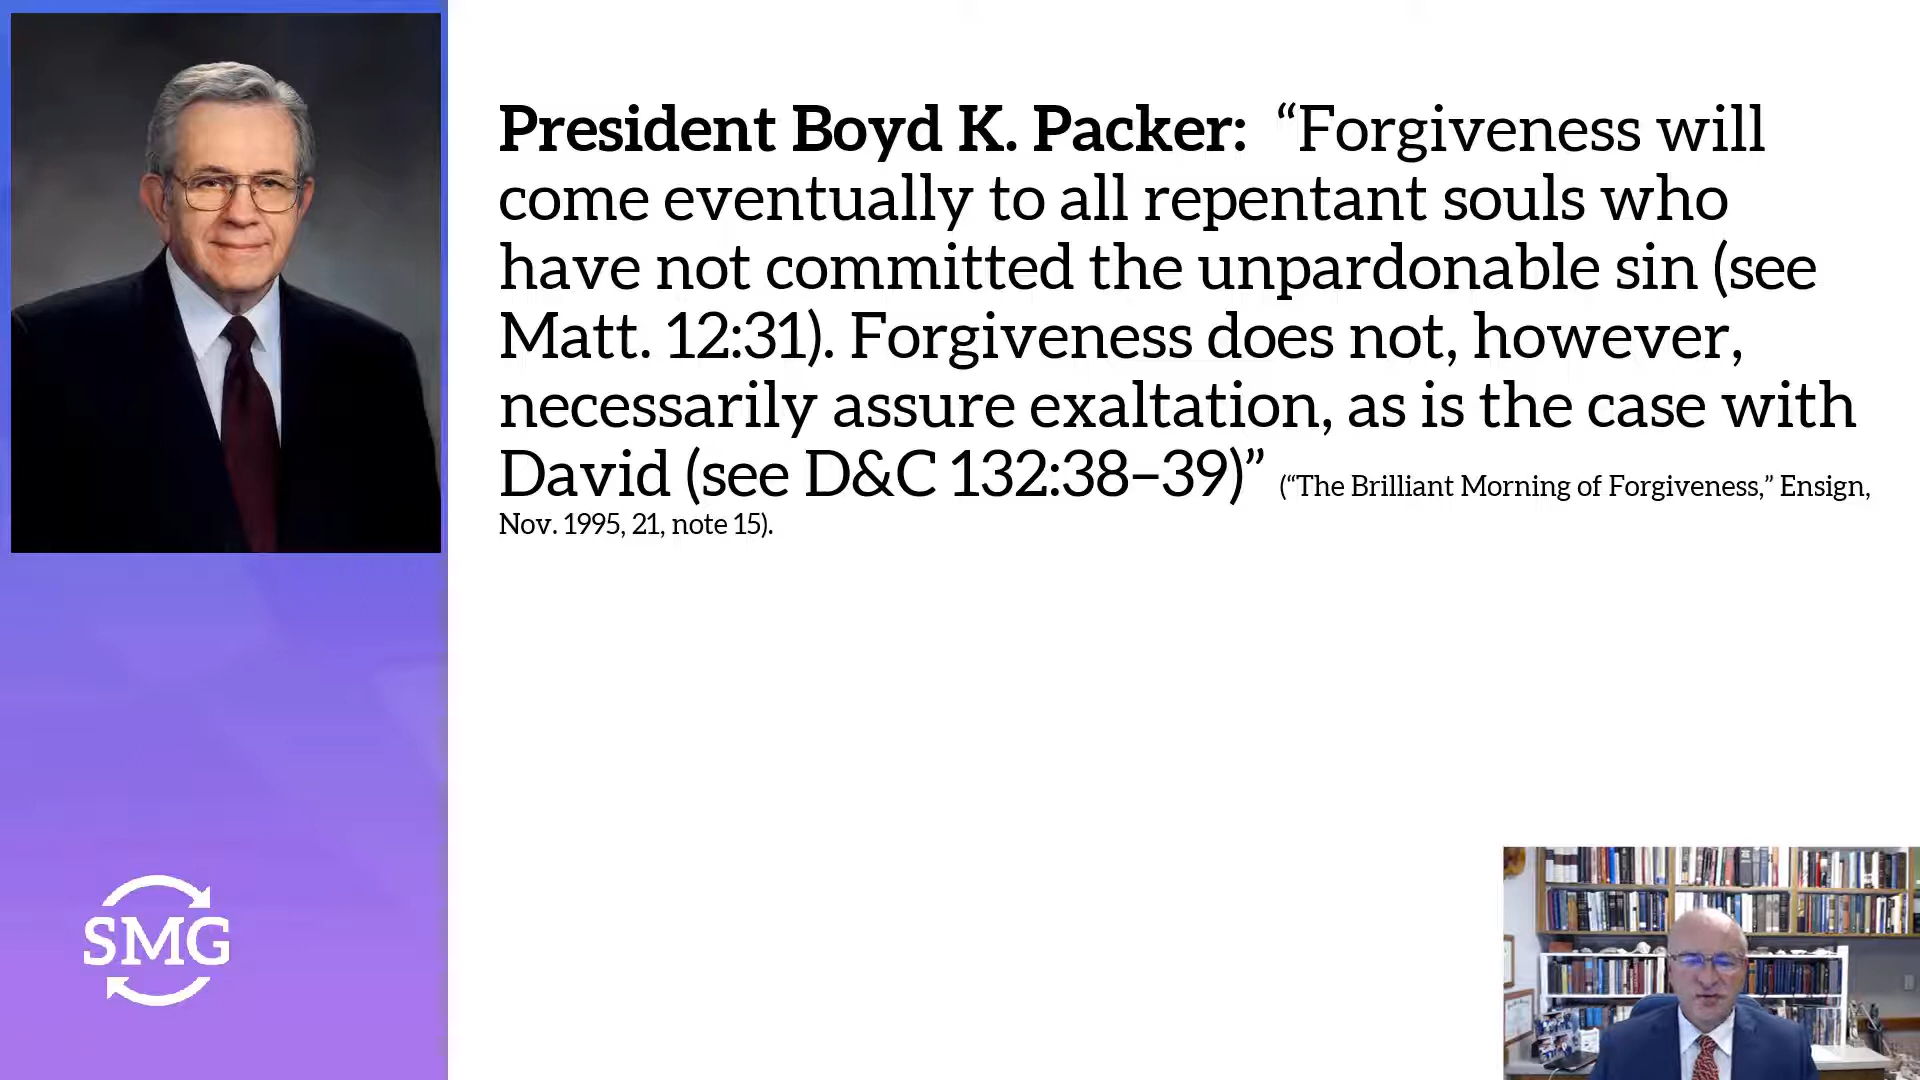 President Boyd K. Packer: “Forgiveness will
come eventually to all repentant souls who
have not committed the unpardonable sin (see
Matt. 12:31). Forgiveness does not, however,
necessarily assure exaltation, as is the case with
David (see D&C 132:38–39)” (“The Brilliant Morning of Forgiveness,” Ensign,
Nov. 1995, 21, note 15).
SMG